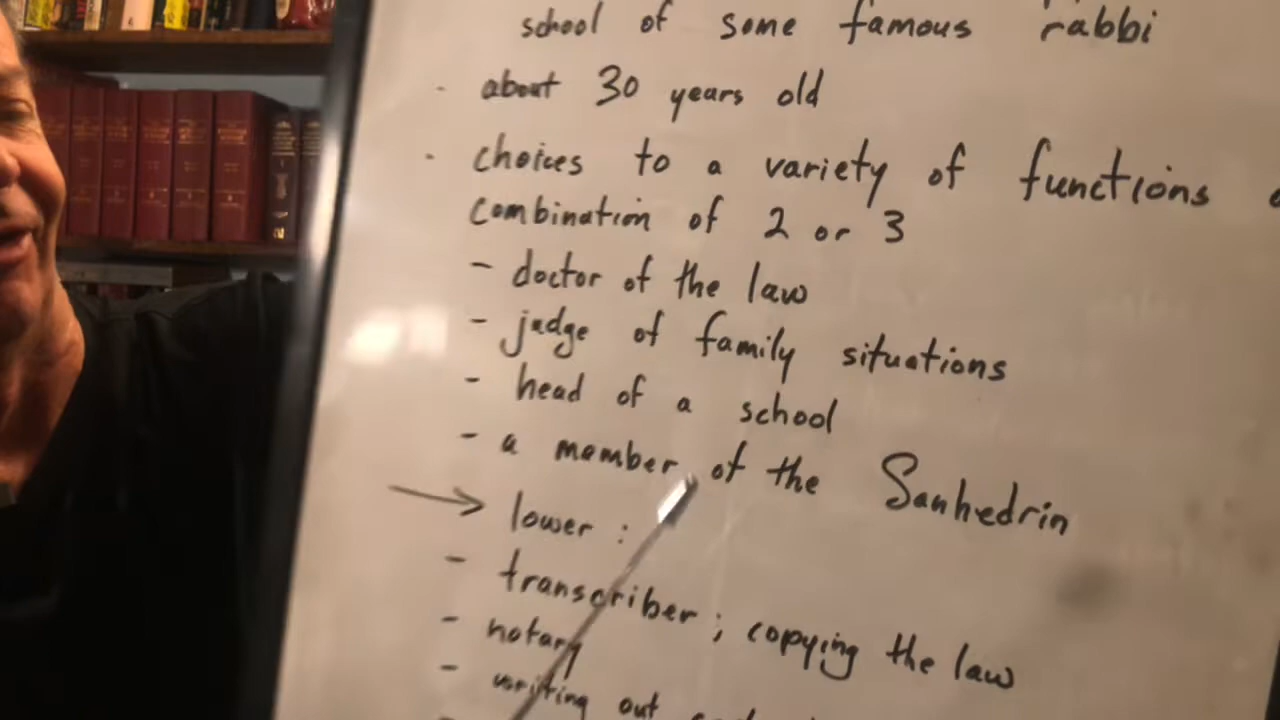 school of some famous rabbi
· about 30 years old
· choices to a variety of functions
combination of 2 or 3
- doctor of the law
- judge of family situations
- head of a school
- a member of the Sanhedrin
→ lower :
- transcriber ; copying the law
- notary
- writing out